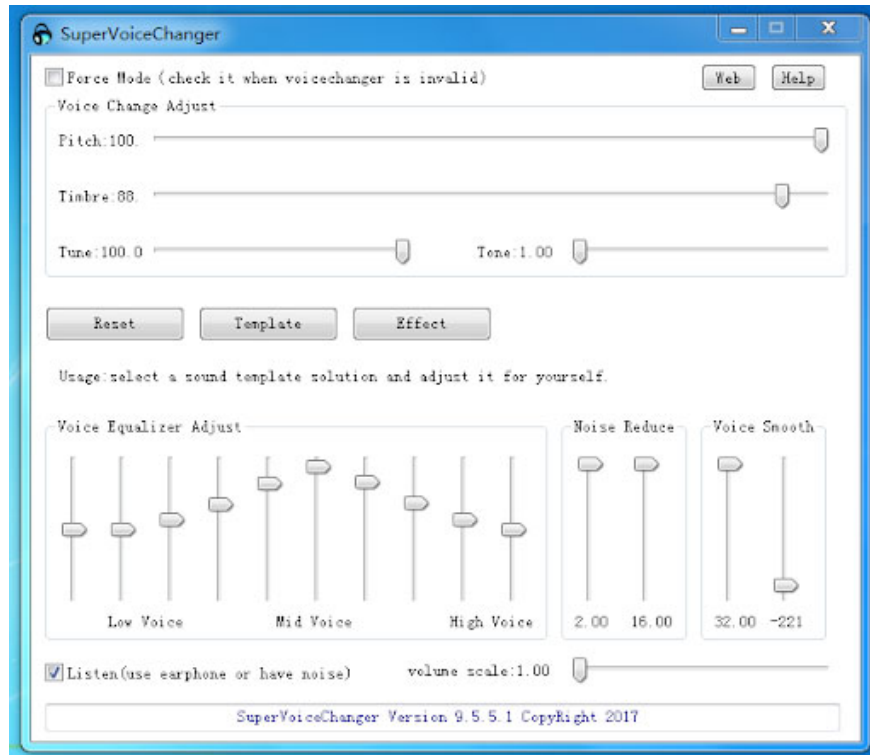 SuperVoiceChanger
Force Mode (check it when voicechanger is invalid)
Web Help
Voice Change Adjust
Pitch:100.
Timbre:88.
Tune:100.0 Tone:1.00
Reset Template Effect
Usage:select a sound template solution and adjust it for yourself.
Voice Equalizer Adjust Noise Reduce Voice Smooth
Low Voice Mid Voice High Voice 2.00 16.00 32.00 -221
Listen(use earphone or have noise) volume scale:1.00
SuperVoiceChanger Version 9.5.5.1 CopyRight 2017